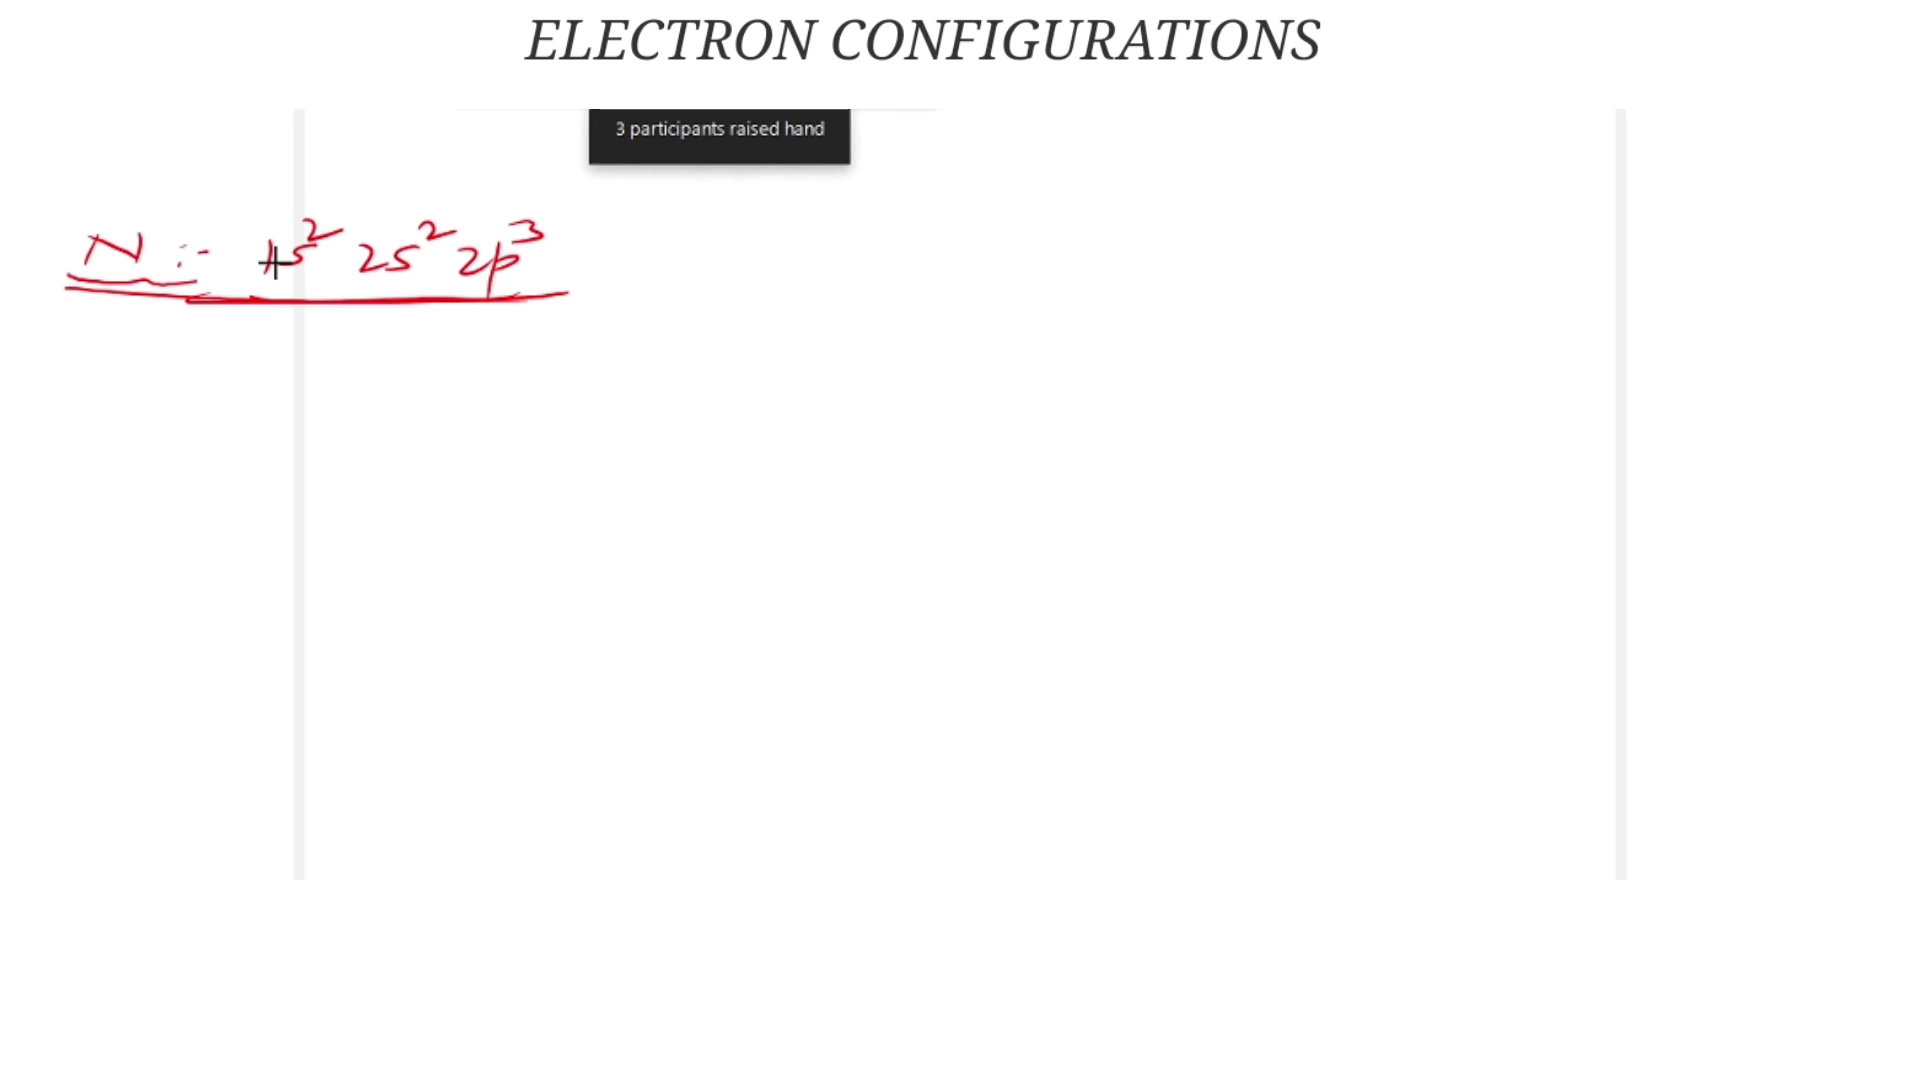 ELECTRON CONFIGURATIONS
3 participants raised hand
N :- 1s² 2s² 2p³